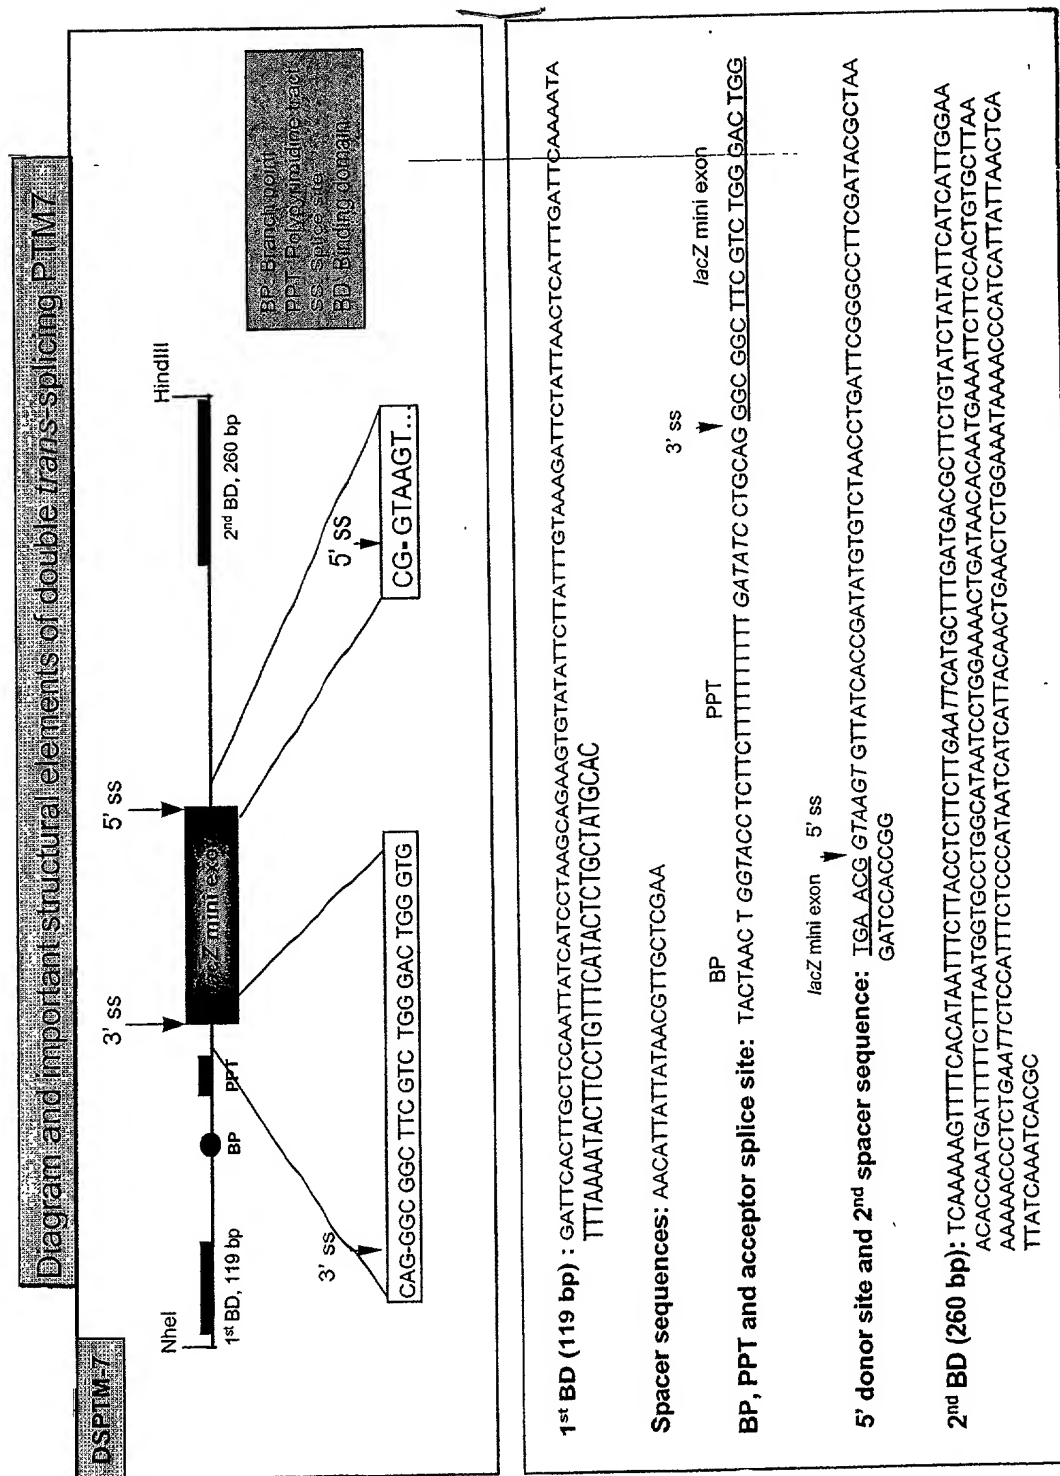 DSPTM-7
Diagram and important structural elements of double trans-splicing PTM7
NheI
1st BD, 119 bp
BP
PPT
3' ss
lacZ mini exon
5' ss
2nd BD, 260 bp
HindIII
3' ss
CAG-GGC GGC TTC GTC TGG GAC TGG GTG
5' ss
CG-GTAAGT...
BP: Branch point
PPT: Polypyrimidine tract
SS: Splice site
BD: Binding domain
1st BD (119 bp) : GATTCACTTGCTCCAATTATCATCCTAAGCAGAAGTGTATATTCTTATTTGTAAAGATTCTATTAACTCATTTGATTCAAAATA
TTTAAAATACTTCCTGTTTCATACTCTGCTATGCAC
Spacer sequences: AACATTATTATAACGTTGCTCGAA
BP PPT 3' ss lacZ mini exon
BP, PPT and acceptor splice site: TACTAAC T GGTACC TCTTCTTTTTTTTTT GATATC CTGCAG GGC GGC TTC GTC TGG GAC TGG
lacZ mini exon 5' ss
5' donor site and 2nd spacer sequence: TGA ACG GTAAGT GTTATCACCGATATGTGTCTAACCTGATTCGGGCCTTCGATACGCTAA
GATCCACCGG
2nd BD (260 bp): TCAAAAAGTTTTCACATAATTTCTTACCTCTTCTTGAATTCATGCTTTGATGACGCTTCTGTATCTATATTCATCATTGGAA
ACACCAATGATTTTTCTTTAATGGTGCCTGGCATAATCCTGGAAAACTGATAACACAATGAAATTCTTCCACTGTGCTTAA
AAAAACCCTCTGAATTCTCCATTTCTCCCATAATCATCATTACAACTGAACTCTGGAAATAAAACCCATCATTATTAACTCA
TTATCAAATCACGC